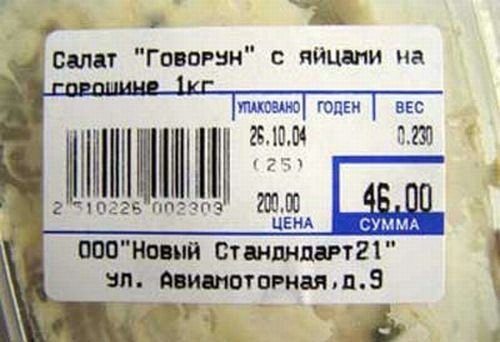 Салат "Говорун" с яйцами на
горошине 1кг
УПАКОВАНО ГОДЕН ВЕС
26.10.04 0.230
(25)
2 510226 002309 200.00 46.00
ЦЕНА СУММА
ООО"Новый Стандндарт21"
ул. Авиамоторная,д.9